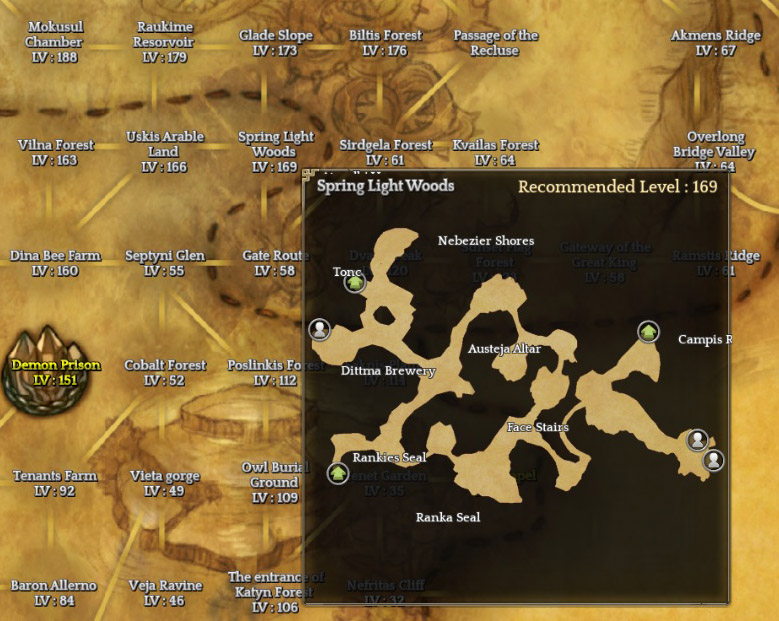 Mokusul
Chamber
LV : 188
Raukime
Resorvoir
LV : 179
Glade Slope
LV : 173
Biltis Forest
LV : 176
Passage of the
Recluse
Akmens Ridge
LV : 67
Vilna Forest
LV : 163
Uskis Arable
Land
LV : 166
Spring Light
Woods
LV : 169
Sirdgela Forest
LV : 61
Kvailas Forest
LV : 64
Overlong
Bridge Valley
LV : 64
Spring Light Woods
Recommended Level : 169
Nebezier Shores
Tonc
Austeja Altar
Campis R
Dittma Brewery
Face Stairs
Rankies Seal
Ranka Seal
Dina Bee Farm
LV : 160
Septyni Glen
LV : 55
Gate Route
LV : 58
Gateway of the
Great King
LV : 58
Ramstis Ridge
LV : 61
Demon Prison
LV : 151
Cobalt Forest
LV : 52
Poslinkis Forest
LV : 112
Tenants Farm
LV : 92
Vieta gorge
LV : 49
Owl Burial
Ground
LV : 109
Tenet Garden
LV : 35
Baron Allerno
LV : 84
Veja Ravine
LV : 46
The entrance of
Katyn Forest
LV : 106
Nefritas Cliff
LV : 32